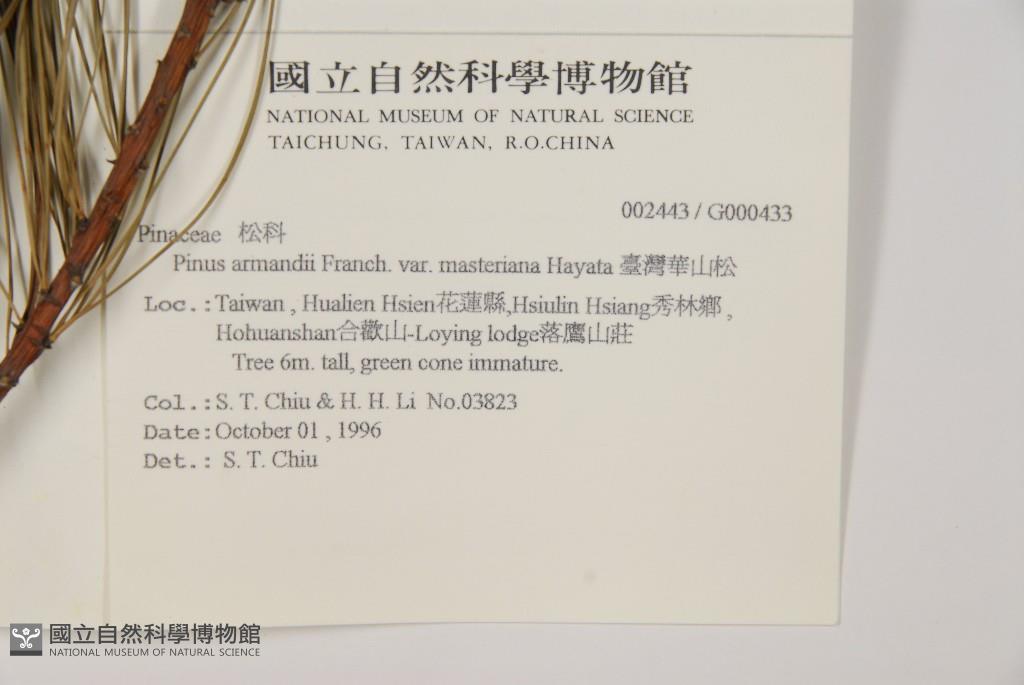 國立自然科學博物館
NATIONAL MUSEUM OF NATURAL SCIENCE
TAICHUNG, TAIWAN, R.O.CHINA
002443 / G000433
Pinaceae 松科
Pinus armandii Franch. var. masteriana Hayata 臺灣華山松
Loc.:Taiwan , Hualien Hsien花蓮縣,Hsiulin Hsiang秀林鄉 ,
Hohuanshan合歡山-Loying lodge落鷹山莊
Tree 6m. tall, green cone immature.
Col.:S. T. Chiu & H. H. Li No.03823
Date:October 01 , 1996
Det.: S. T. Chiu
國立自然科學博物館
NATIONAL MUSEUM OF NATURAL SCIENCE